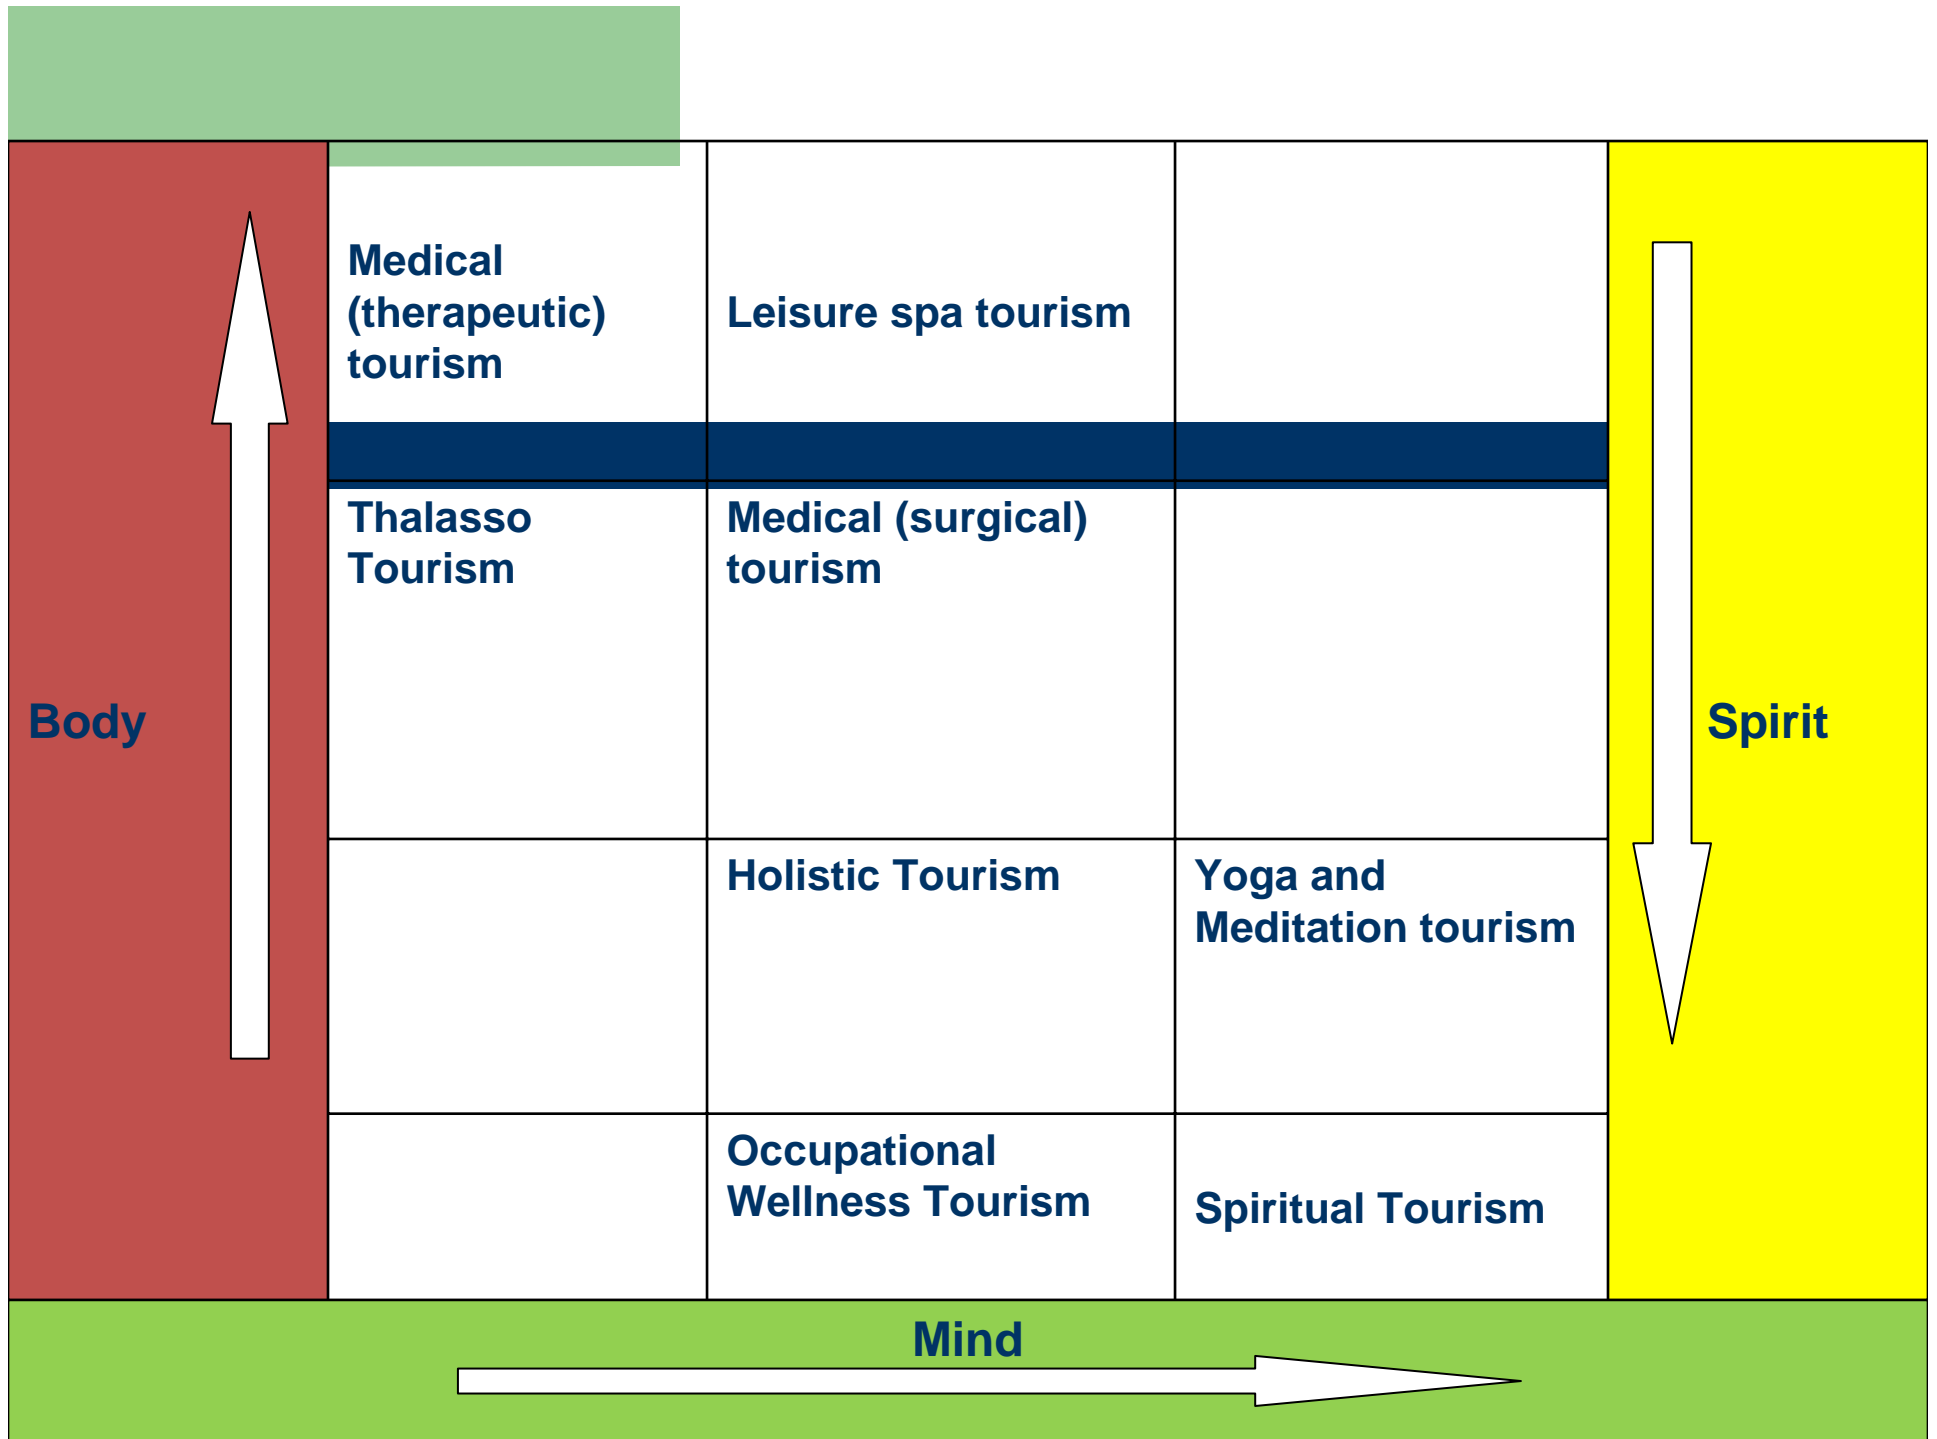 Medical
(therapeutic)
tourism
Leisure spa tourism
Thalasso
Tourism
Medical (surgical)
tourism
Body
Spirit
Holistic Tourism
Yoga and
Meditation tourism
Occupational
Wellness Tourism
Spiritual Tourism
Mind